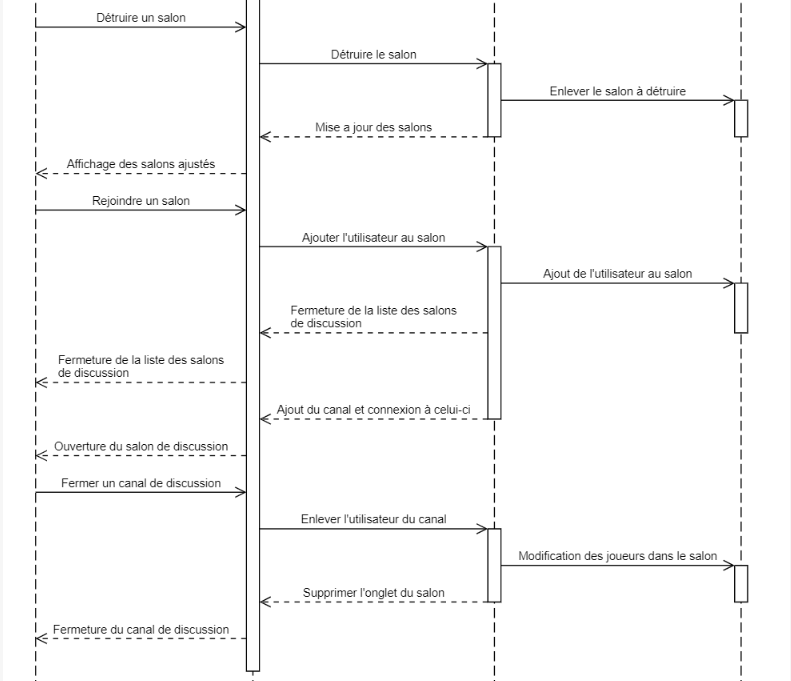 Détruire un salon
Détruire le salon
Enlever le salon à détruire
Mise a jour des salons
Affichage des salons ajustés
Rejoindre un salon
Ajouter l'utilisateur au salon
Ajout de l'utilisateur au salon
Fermeture de la liste des salons
de discussion
Fermeture de la liste des salons
de discussion
Ajout du canal et connexion à celui-ci
Ouverture du salon de discussion
Fermer un canal de discussion
Enlever l'utilisateur du canal
Modification des joueurs dans le salon
Supprimer l'onglet du salon
Fermeture du canal de discussion